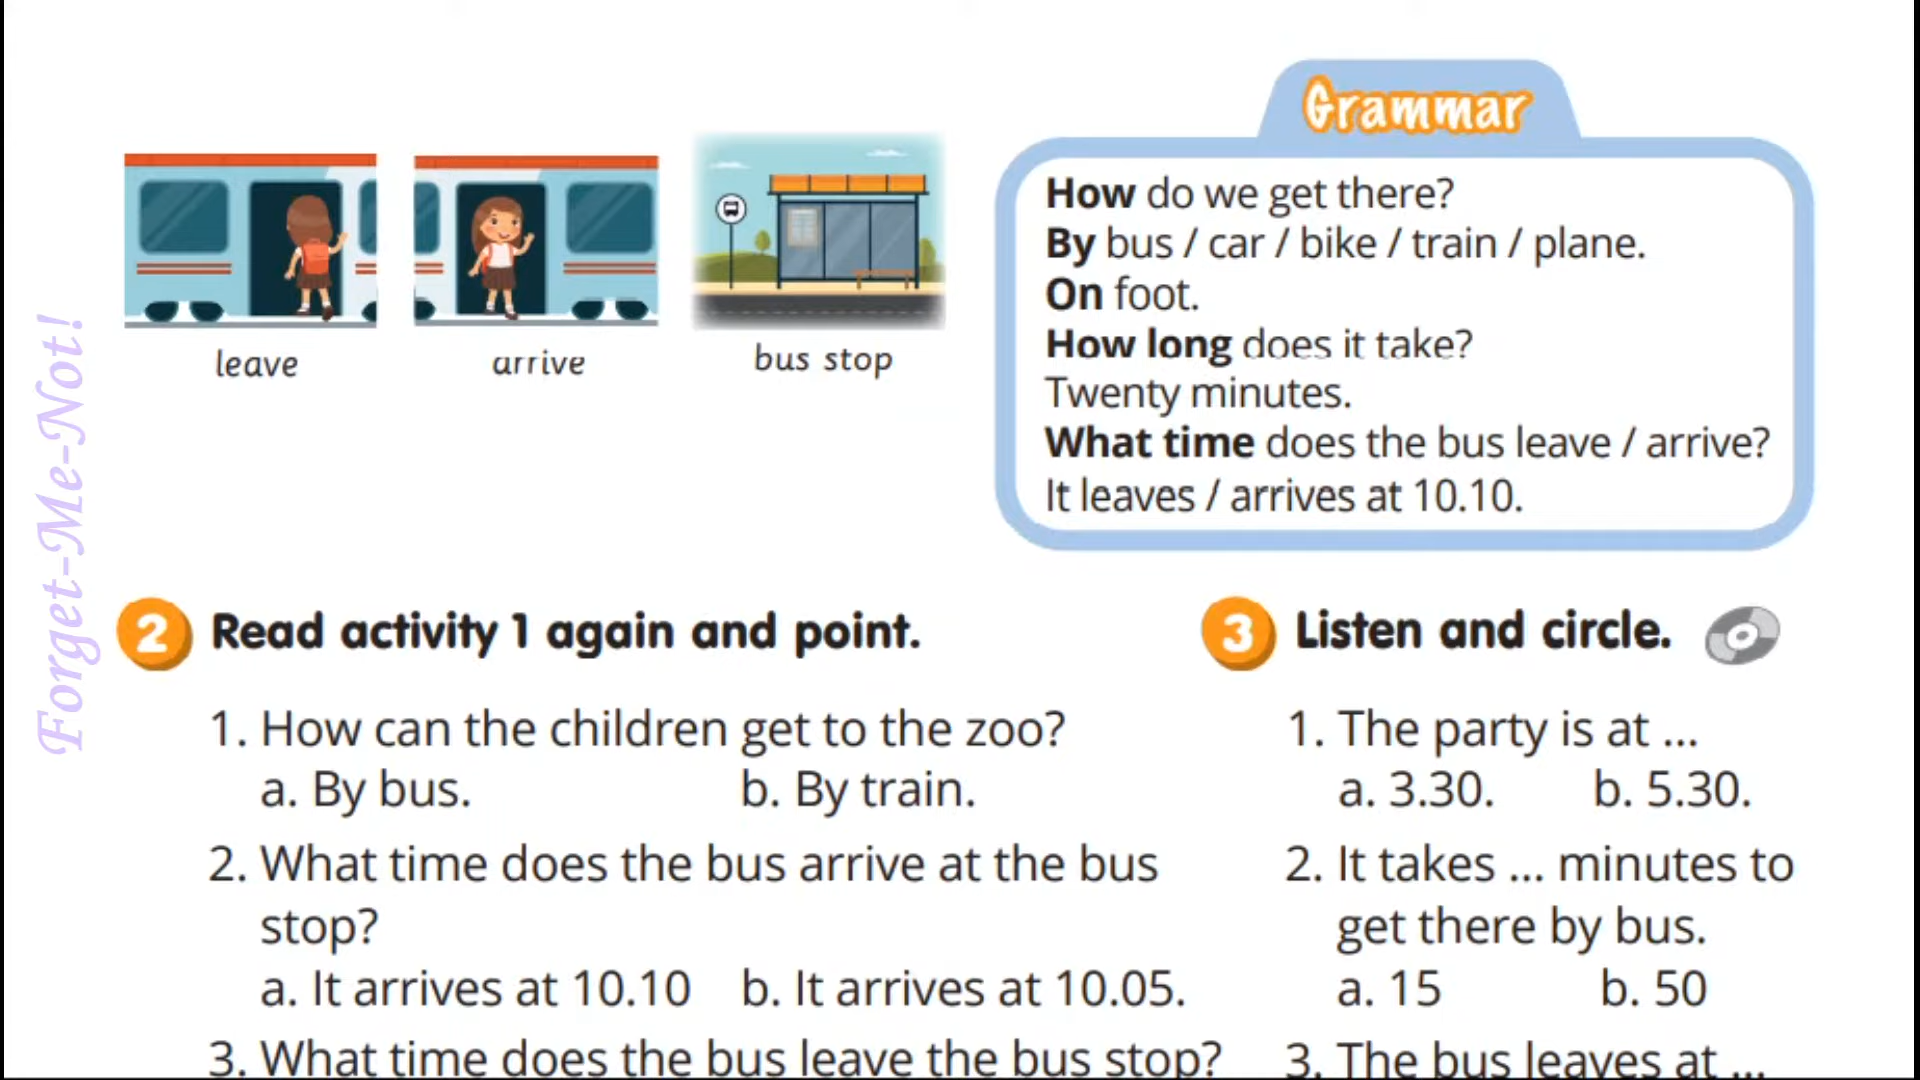 Forget-Me-Not!
leave
arrive
bus stop
Grammar
How do we get there?
By bus / car / bike / train / plane.
On foot.
How long does it take?
Twenty minutes.
What time does the bus leave / arrive?
It leaves / arrives at 10.10.
2 Read activity 1 again and point.
1. How can the children get to the zoo?
a. By bus. b. By train.
2. What time does the bus arrive at the bus
stop?
a. It arrives at 10.10 b. It arrives at 10.05.
3. What time does the bus leave the bus stop?
3 Listen and circle.
1. The party is at ...
a. 3.30. b. 5.30.
2. It takes ... minutes to
get there by bus.
a. 15 b. 50
3. The bus leaves at ...